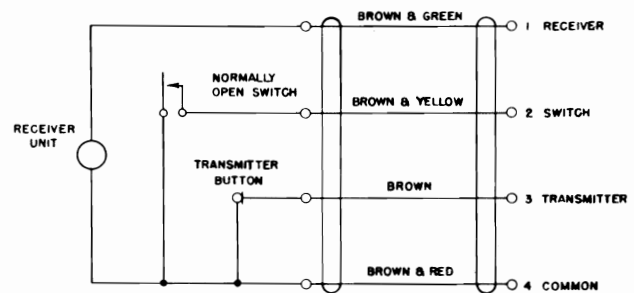 BROWN & GREEN
1 RECEIVER
NORMALLY
OPEN SWITCH
BROWN & YELLOW
2 SWITCH
RECEIVER
UNIT
TRANSMITTER
BUTTON
BROWN
3 TRANSMITTER
BROWN & RED
4 COMMON